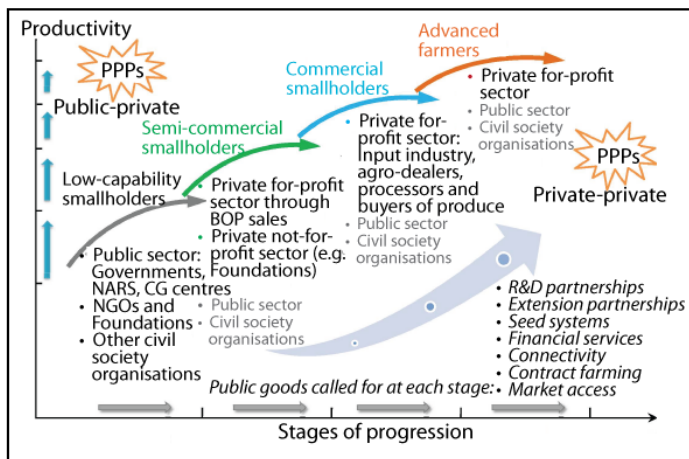 Productivity
PPPs
Public-private
Low-capability
smallholders
• Public sector:
Governments,
NARS, CG centres
• NGOs and
Foundations
• Other civil
society
organisations
Semi-commercial
smallholders
• Private for-profit
sector through
BOP sales
• Private not-for-
profit sector (e.g.
Foundations)
• Public sector
• Civil society
organisations
Commercial
smallholders
• Private for-
profit sector:
Input industry,
agro-dealers,
processors and
buyers of produce
• Public sector
• Civil society
organisations
Advanced
farmers
• Private for-profit
sector
• Public sector
• Civil society
organisations
PPPs
Private-private
Public goods called for at each stage:
• R&D partnerships
• Extension partnerships
• Seed systems
• Financial services
• Connectivity
• Contract farming
• Market access
Stages of progression